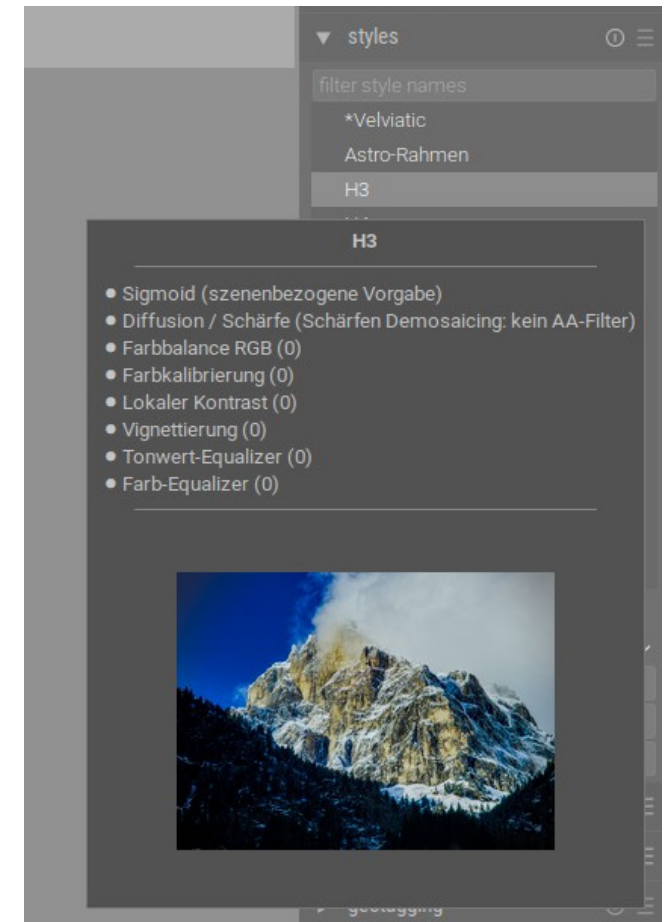 styles
filter style names
*Velviatic
Astro-Rahmen
H3
H3
Sigmoid (szenenbezogene Vorgabe)
Diffusion / Schärfe (Schärfen Demosaicing: kein AA-Filter)
Farbbalance RGB (0)
Farbkalibrierung (0)
Lokaler Kontrast (0)
Vignettierung (0)
Tonwert-Equalizer (0)
Farb-Equalizer (0)
geotagging